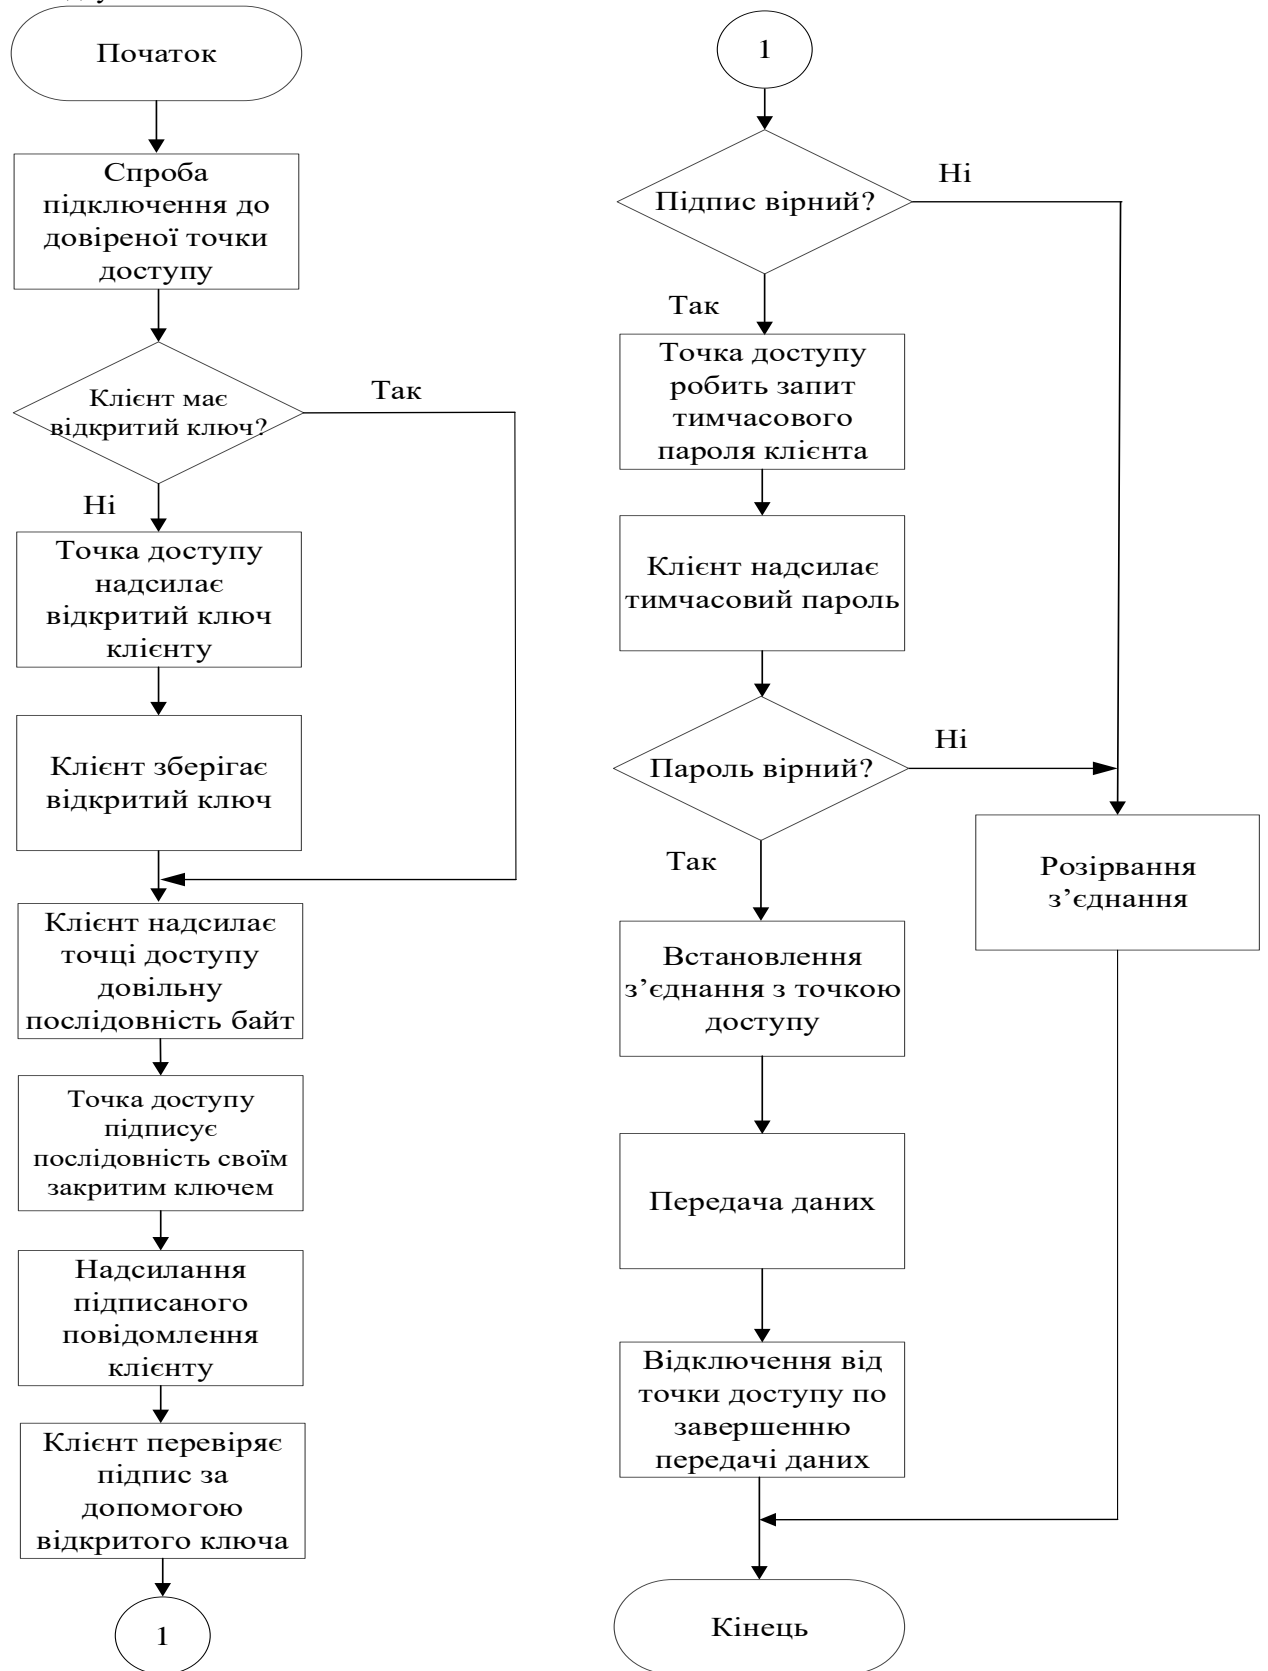 Початок
Спроба
підключення до
довіреної точки
доступу
Клієнт має
відкритий ключ?
Так
Ні
Точка доступу
надсилає
відкритий ключ
клієнту
Клієнт зберігає
відкритий ключ
Клієнт надсилає
точці доступу
довільну
послідовність байт
Точка доступу
підписує
послідовність своїм
закритим ключем
Надсилання
підписаного
повідомлення
клієнту
Клієнт перевіряє
підпис за
допомогою
відкритого ключа
1
1
Підпис вірний?
Ні
Так
Точка доступу
робить запит
тимчасового
пароля клієнта
Клієнт надсилає
тимчасовий пароль
Пароль вірний?
Ні
Так
Розірвання
з’єднання
Встановлення
з’єднання з точкою
доступу
Передача даних
Відключення від
точки доступу по
завершенню
передачі даних
Кінець